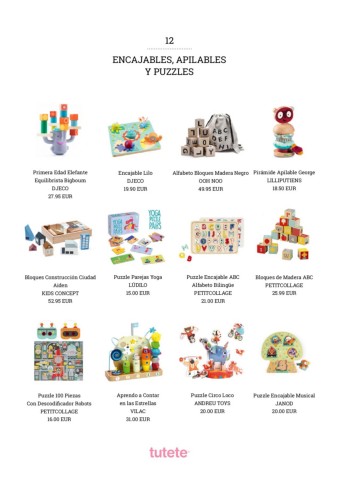 12
ENCAJABLES, APILABLES
Y PUZZLES
Primera Edad Elefante
Equilibrista Bigboum
DJECO
27.95 EUR
Encajable Lilo
DJECO
19.90 EUR
Alfabeto Bloques Madera Negro
OOH NOO
49.95 EUR
Pirámide Apilable George
LILLIPUTIENS
18.50 EUR
Bloques Construcción Ciudad
Aiden
KIDS CONCEPT
52.95 EUR
YOGA
Puzzle Parejas Yoga
LÚDILO
15.00 EUR
Puzzle Encajable ABC
Alfabeto Bilingüe
PETITCOLLAGE
21.00 EUR
Bloques de Madera ABC
PETITCOLLAGE
25.99 EUR
Puzzle 100 Piezas
Con Descodificador Robots
PETITCOLLAGE
16.00 EUR
Aprendo a Contar
en las Estrellas
VILAC
31.00 EUR
Puzzle Circo Loco
ANDREU TOYS
20.00 EUR
Puzzle Encajable Musical
JANOD
20.00 EUR
tutete